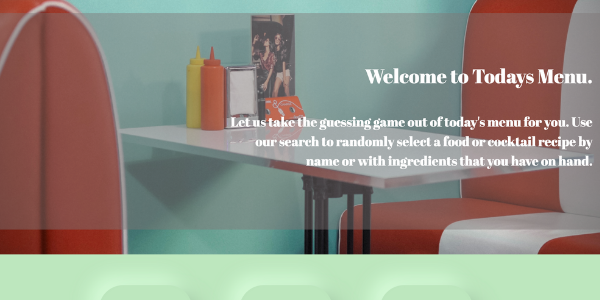 Welcome to Todays Menu.
Let us take the guessing game out of today's menu for you. Use
our search to randomly select a food or cocktail recipe by
name or with ingredients that you have on hand.